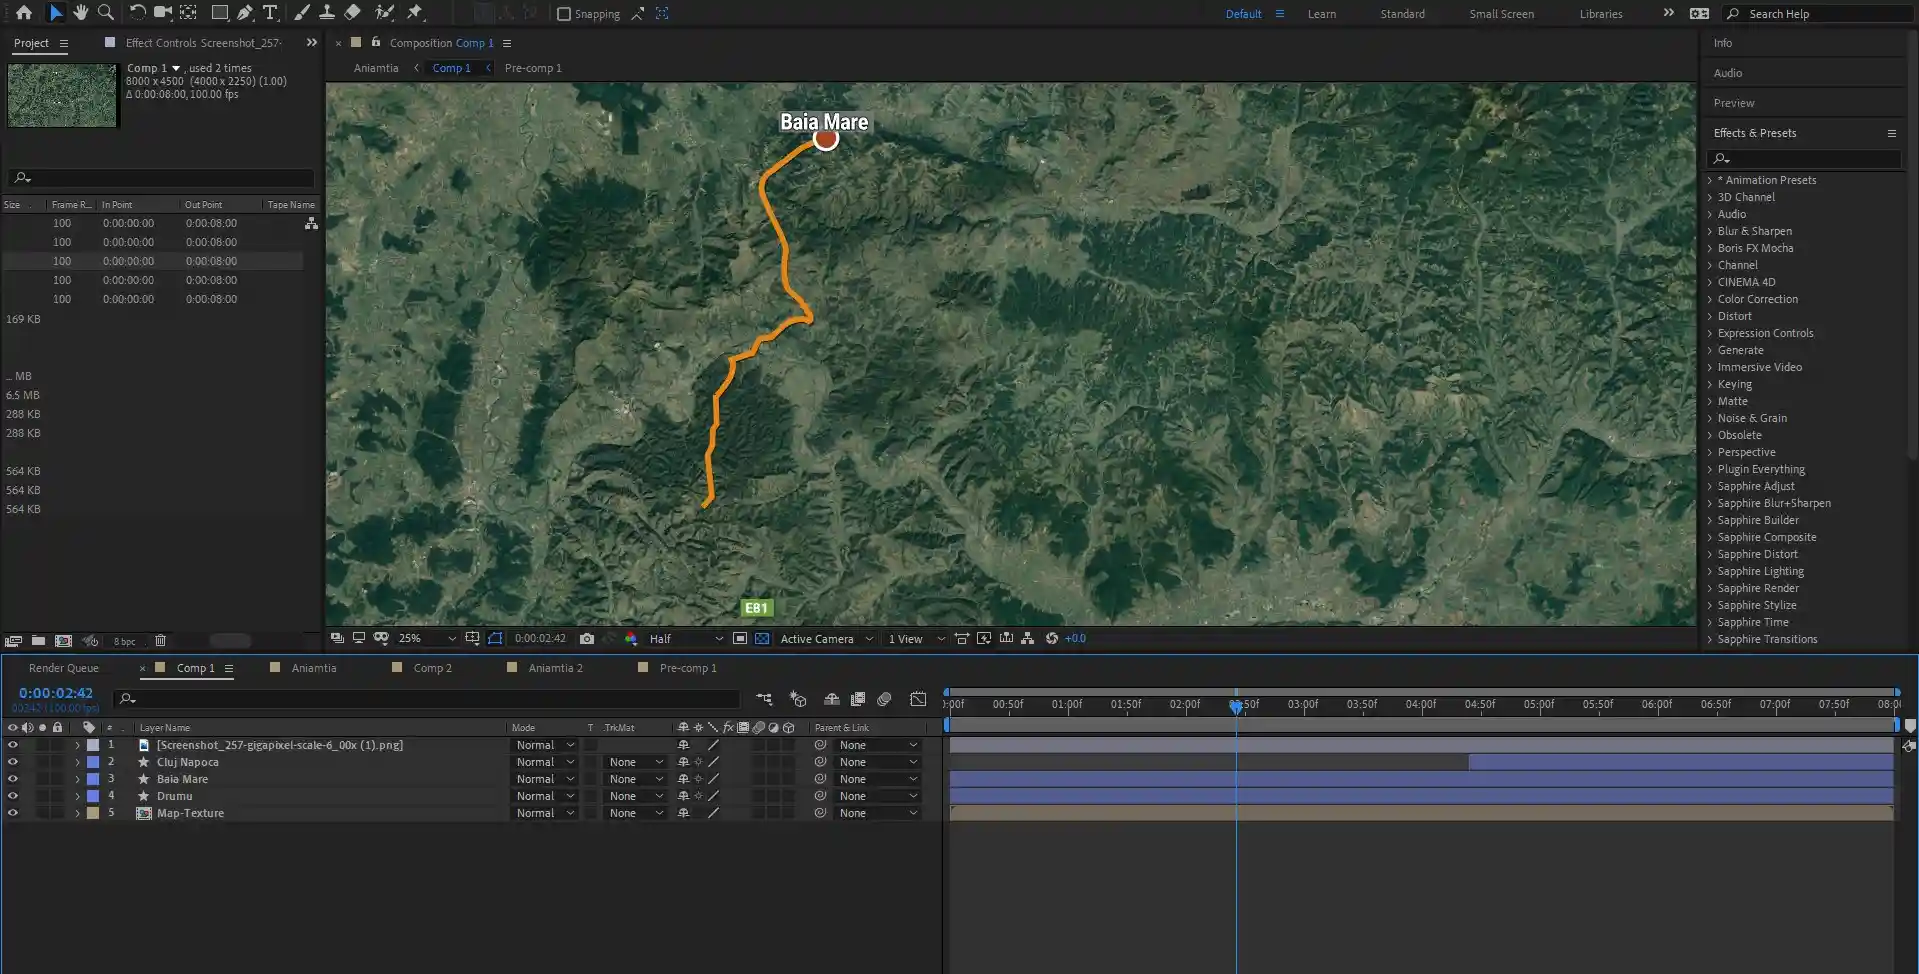 Snapping
Default
Learn
Standard
Small Screen
Libraries
Search Help
Project
Effect Controls Screenshot_257-
Composition Comp 1
Info
Comp 1 , used 2 times
8000 x 4500 (4000 x 2250) (1.00)
Δ 0:00:08:00, 100.00 fps
Aniamtia
Comp 1
Pre-comp 1
Audio
Preview
Effects & Presets
Baia Mare
E81
Size
Frame R...
In Point
Out Point
Tape Name
100 0:00:00:00 0:00:08:00
100 0:00:00:00 0:00:08:00
100 0:00:00:00 0:00:08:00
100 0:00:00:00 0:00:08:00
100 0:00:00:00 0:00:08:00
169 KB
... MB
6.5 MB
288 KB
288 KB
564 KB
564 KB
564 KB
8 bpc
* Animation Presets
3D Channel
Audio
Blur & Sharpen
Boris FX Mocha
Channel
CINEMA 4D
Color Correction
Distort
Expression Controls
Generate
Immersive Video
Keying
Matte
Noise & Grain
Obsolete
Perspective
Plugin Everything
Sapphire Adjust
Sapphire Blur+Sharpen
Sapphire Builder
Sapphire Composite
Sapphire Distort
Sapphire Lighting
Sapphire Render
Sapphire Stylize
Sapphire Time
Sapphire Transitions
25%
0:00:02:42
Half
Active Camera
1 View
+0.0
Render Queue
Comp 1
Aniamtia
Comp 2
Aniamtia 2
Pre-comp 1
0:00:02:42
00242 (100.00 fps)
:00f 00:50f 01:00f 01:50f 02:00f 03:00f 03:50f 04:00f 04:50f 05:00f 05:50f 06:00f 06:50f 07:00f 07:50f
# Layer Name Mode T TrkMat Parent & Link
1 [Screenshot_257-gigapixel-scale-6_00x (1).png] Normal None
2 Cluj Napoca Normal None None
3 Baia Mare Normal None None
4 Drumu Normal None None
5 Map-Texture Normal None None